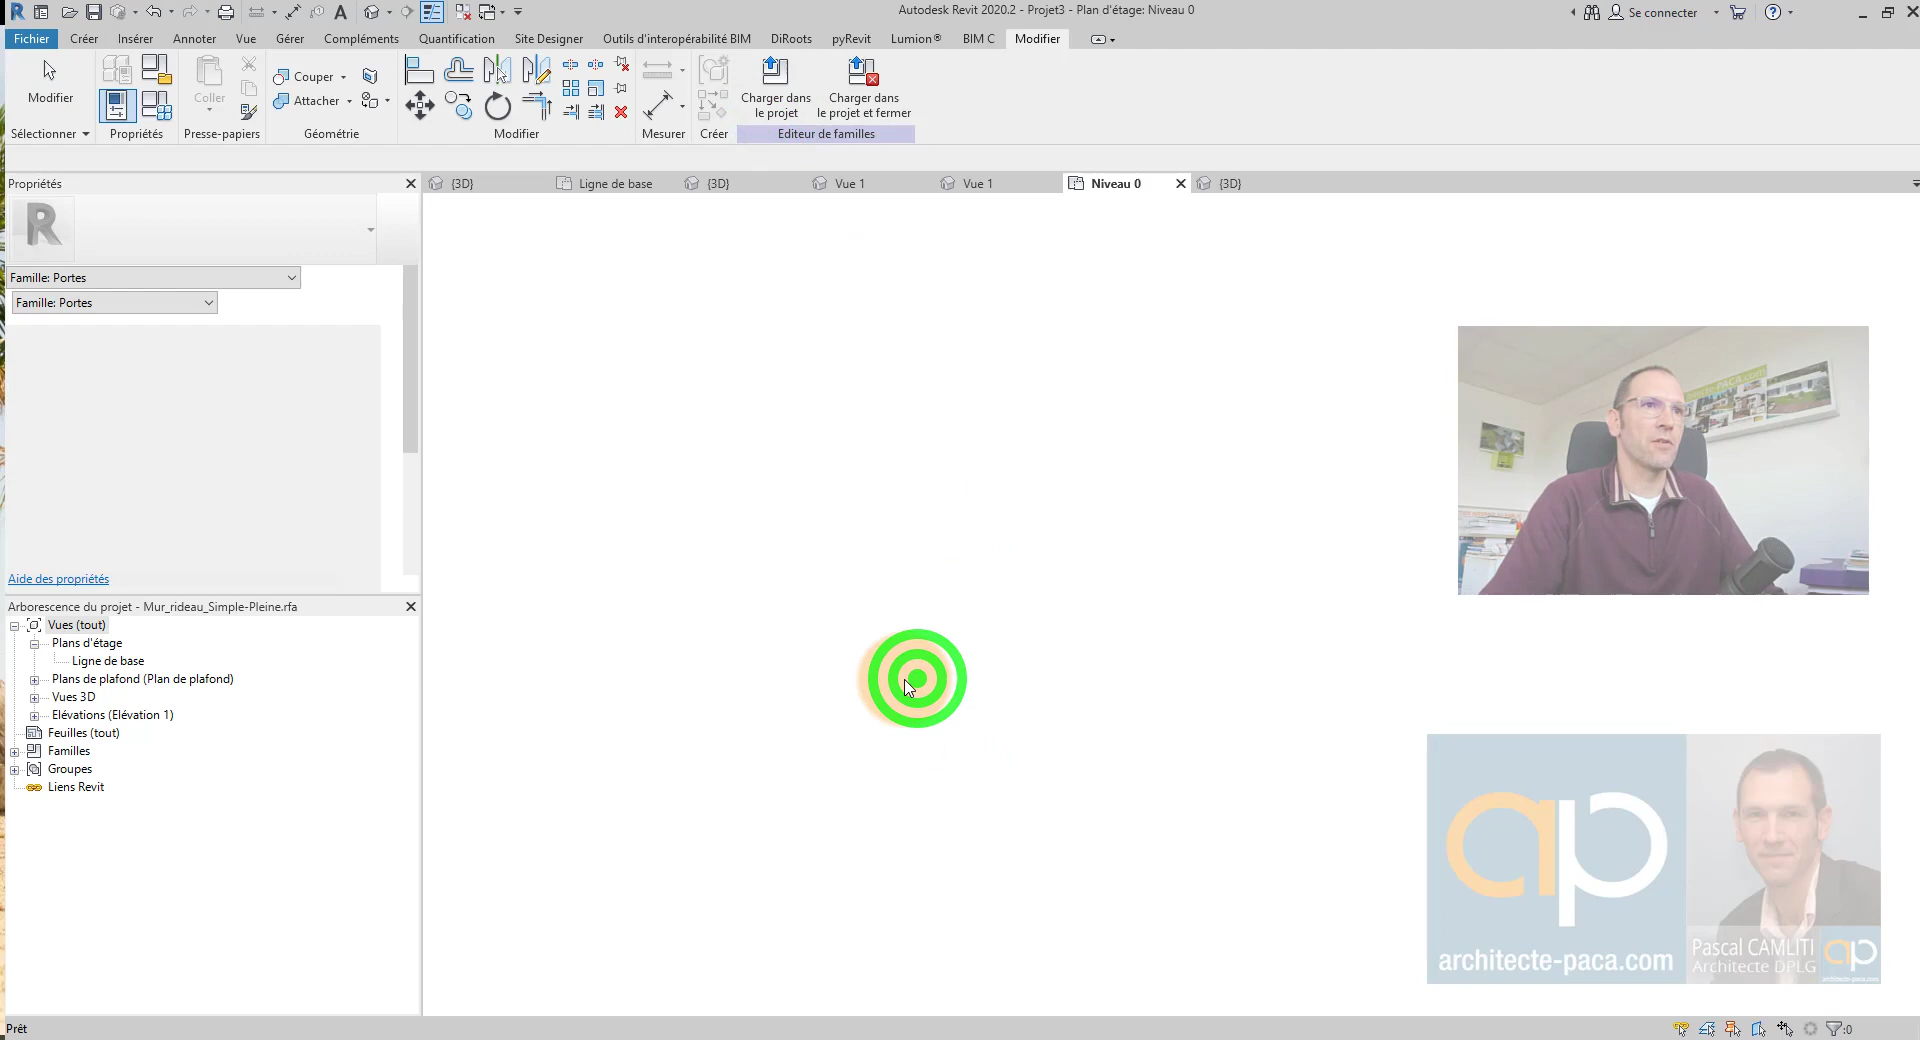 Autodesk Revit 2020.2 - Projet3 - Plan d'étage: Niveau 0
Se connecter
Fichier Créer Insérer Annoter Vue Gérer Compléments Quantification Site Designer Outils d'interopérabilité BIM DiRoots pyRevit Lumion® BIM C Modifier
Modifier
Coller
Couper
Attacher
Charger dans
le projet
Charger dans
le projet et fermer
Sélectionner Propriétés Presse-papiers Géométrie Modifier Mesurer Créer Editeur de familles
Propriétés
{3D} Ligne de base {3D} Vue 1 Vue 1 Niveau 0 {3D}
Famille: Portes
Famille: Portes
Aide des propriétés
Arborescence du projet - Mur_rideau_Simple-Pleine.rfa
Vues (tout)
Plans d'étage
Ligne de base
Plans de plafond (Plan de plafond)
Vues 3D
Elévations (Elévation 1)
Feuilles (tout)
Familles
Groupes
Liens Revit
ap
architecte-paca.com
Pascal CAMLITI
Architecte DPLG
ap
Prêt
:0